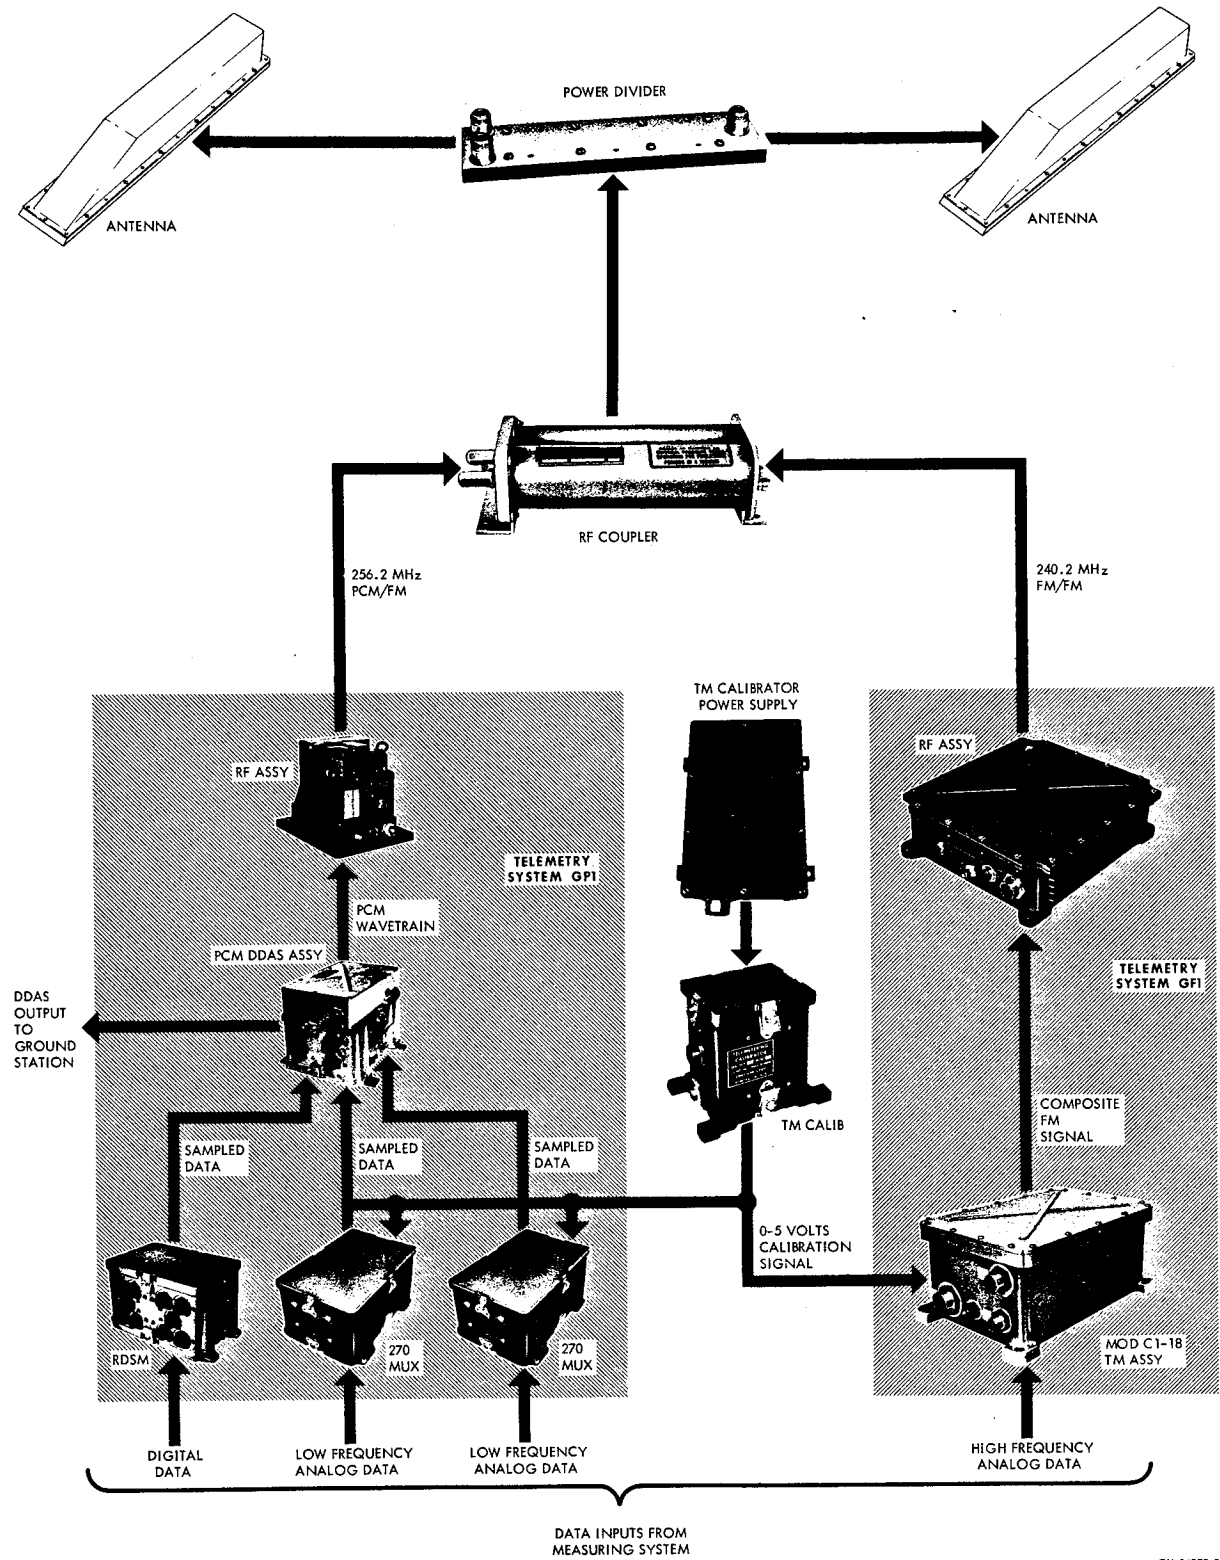 POWER DIVIDER
ANTENNA
ANTENNA
RF COUPLER
256.2 MHz
PCM/FM
240.2 MHz
FM/FM
TM CALIBRATOR
POWER SUPPLY
RF ASSY
RF ASSY
TELEMETRY
SYSTEM GP1
PCM
WAVETRAIN
PCM DDAS ASSY
TELEMETRY
SYSTEM GF1
DDAS
OUTPUT
TO
GROUND
STATION
TELEMETERING
CALIBRATOR
TM CALIB
COMPOSITE
FM
SIGNAL
SAMPLED
DATA
SAMPLED
DATA
SAMPLED
DATA
0-5 VOLTS
CALIBRATION
SIGNAL
RDSM
270
MUX
270
MUX
MOD C1-18
TM ASSY
DIGITAL
DATA
LOW FREQUENCY
ANALOG DATA
LOW FREQUENCY
ANALOG DATA
HIGH FREQUENCY
ANALOG DATA
DATA INPUTS FROM
MEASURING SYSTEM